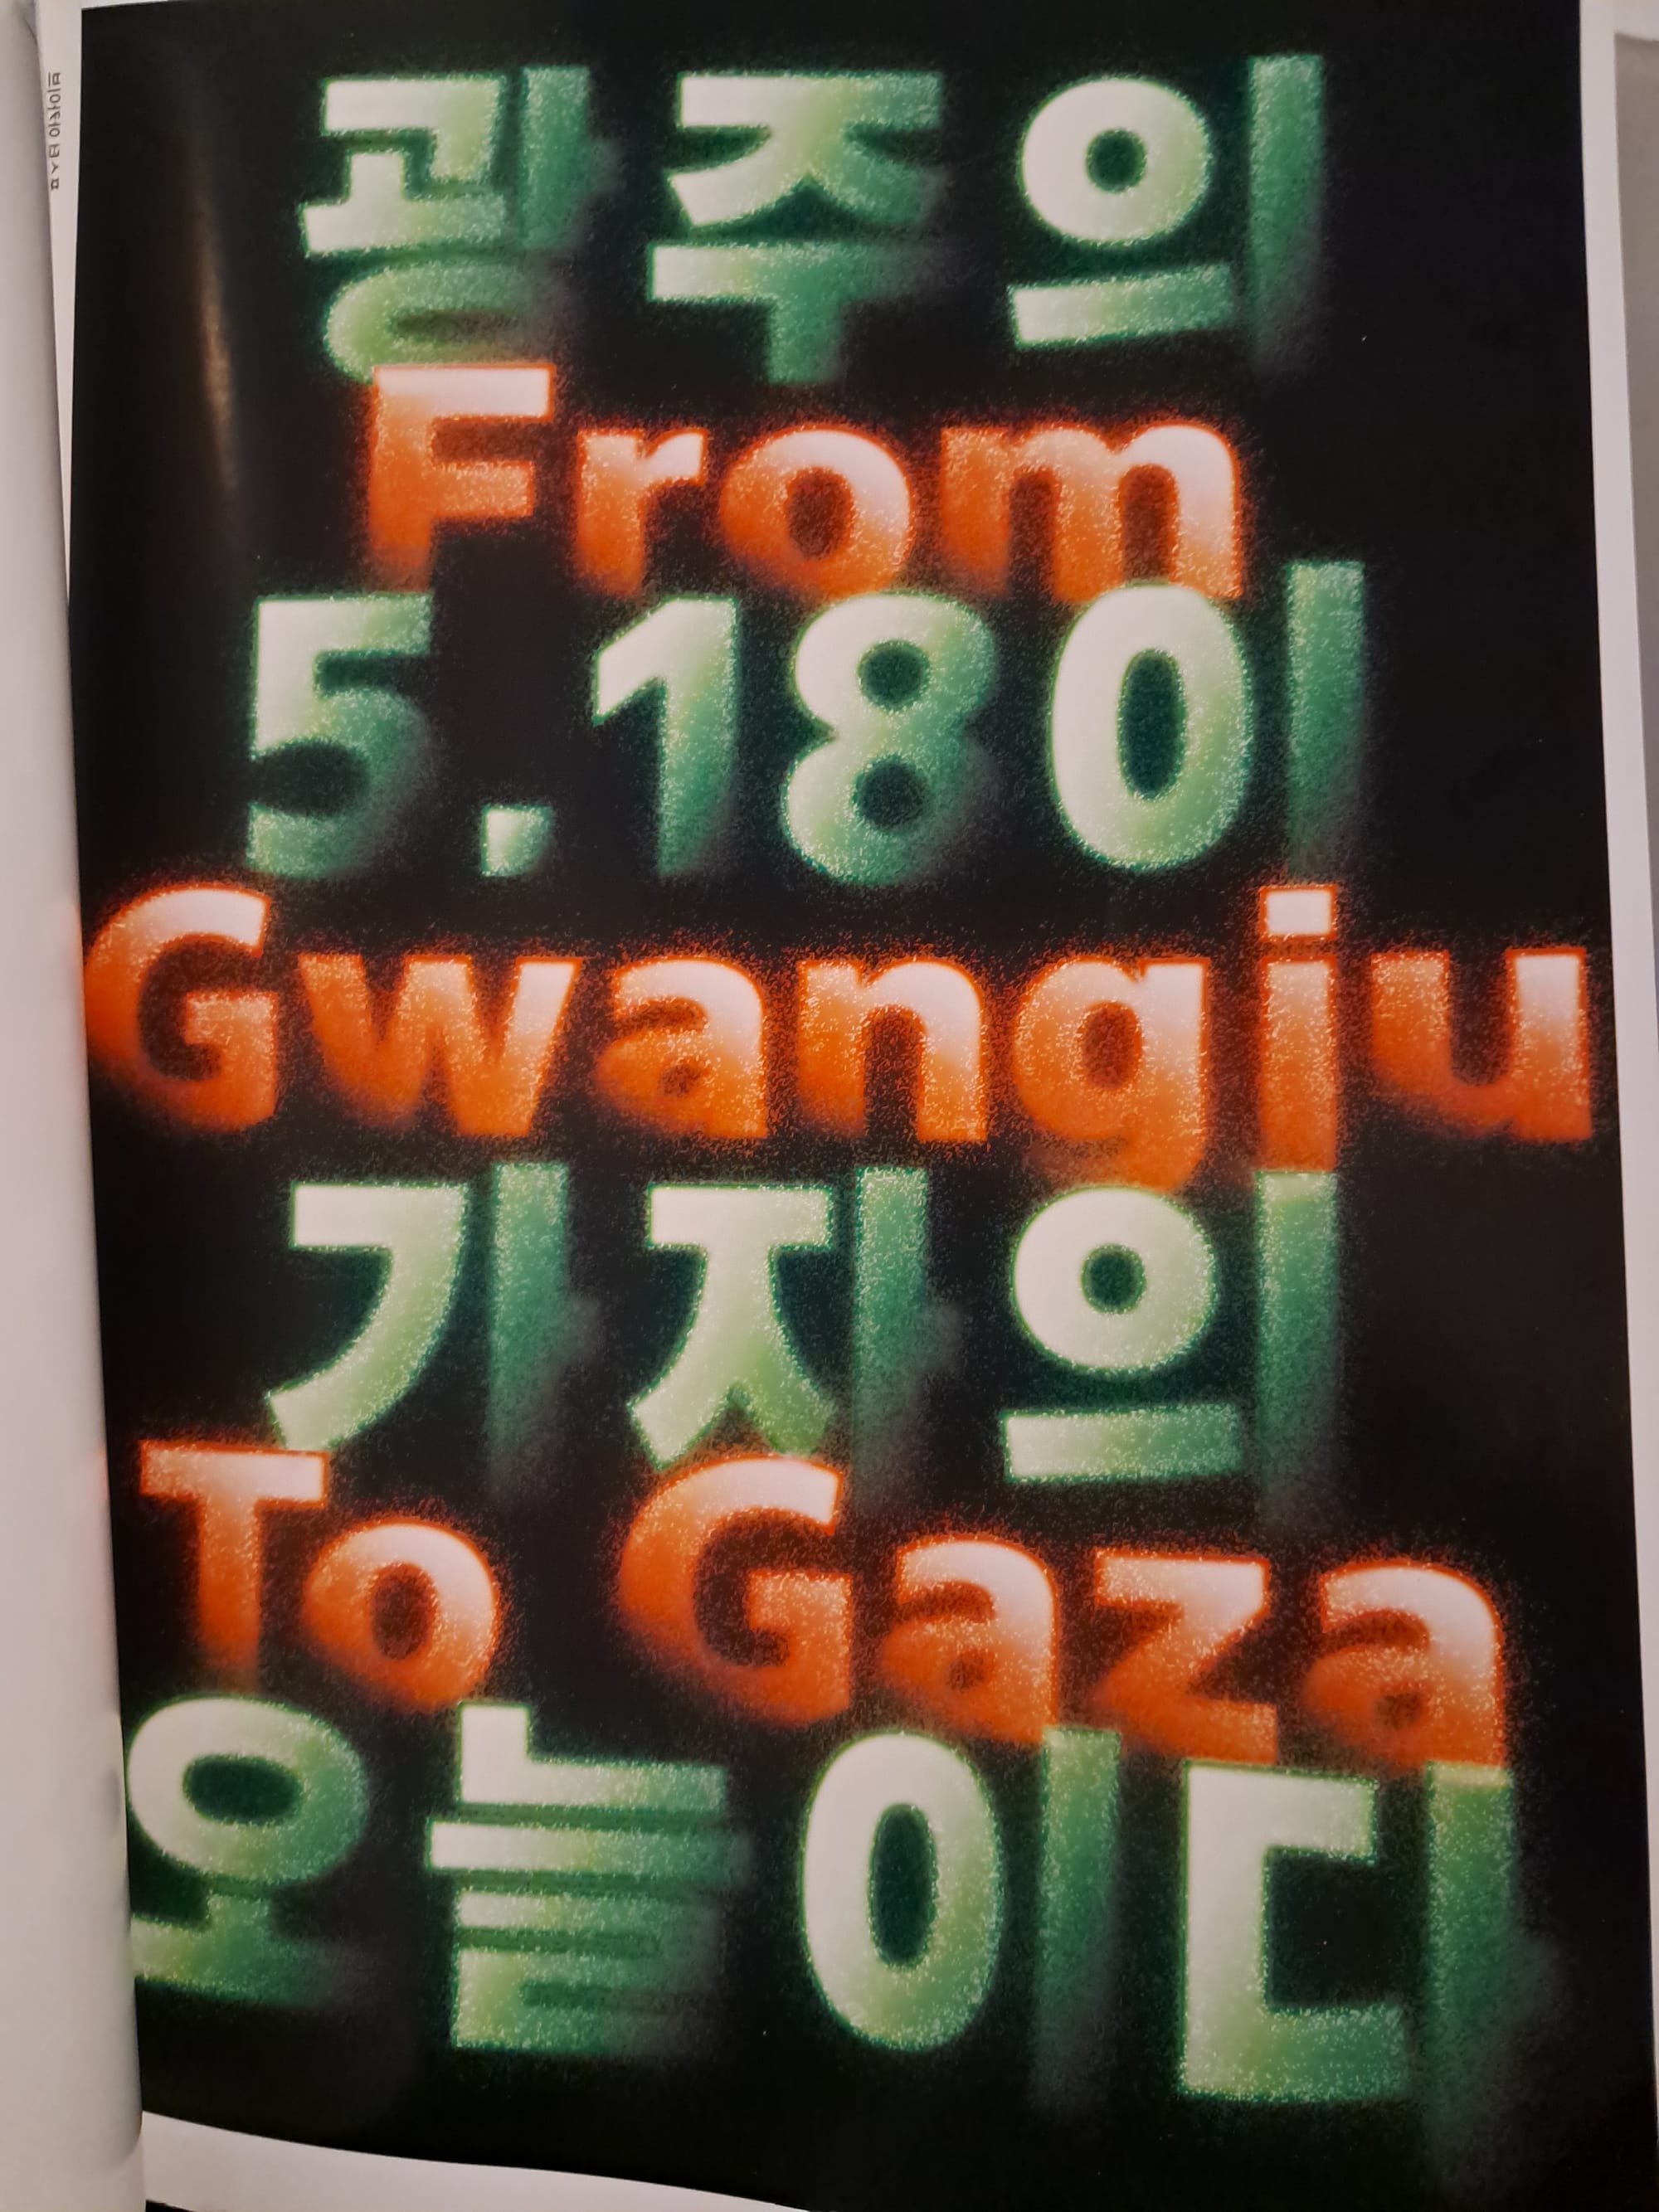 광주의
From
5.18이
Gwangju
가자의
To Gaza
오늘이다